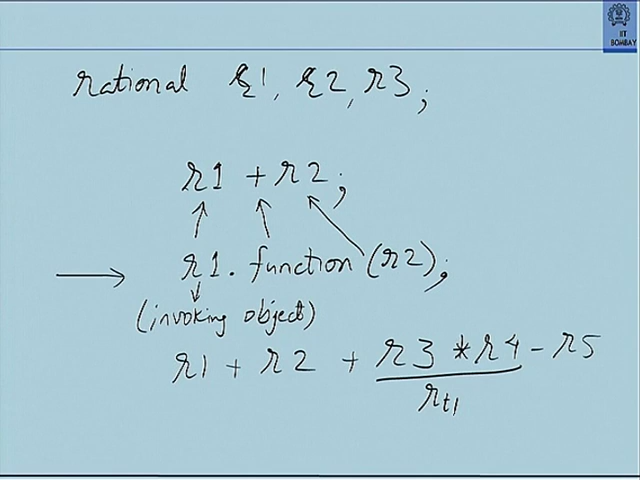 IIT
BOMBAY
rational r1, r2, r3;
r1 + r2;
r1. function (r2);
(invoking object)
r1 + r2 + r3 * r4 - r5
rt1